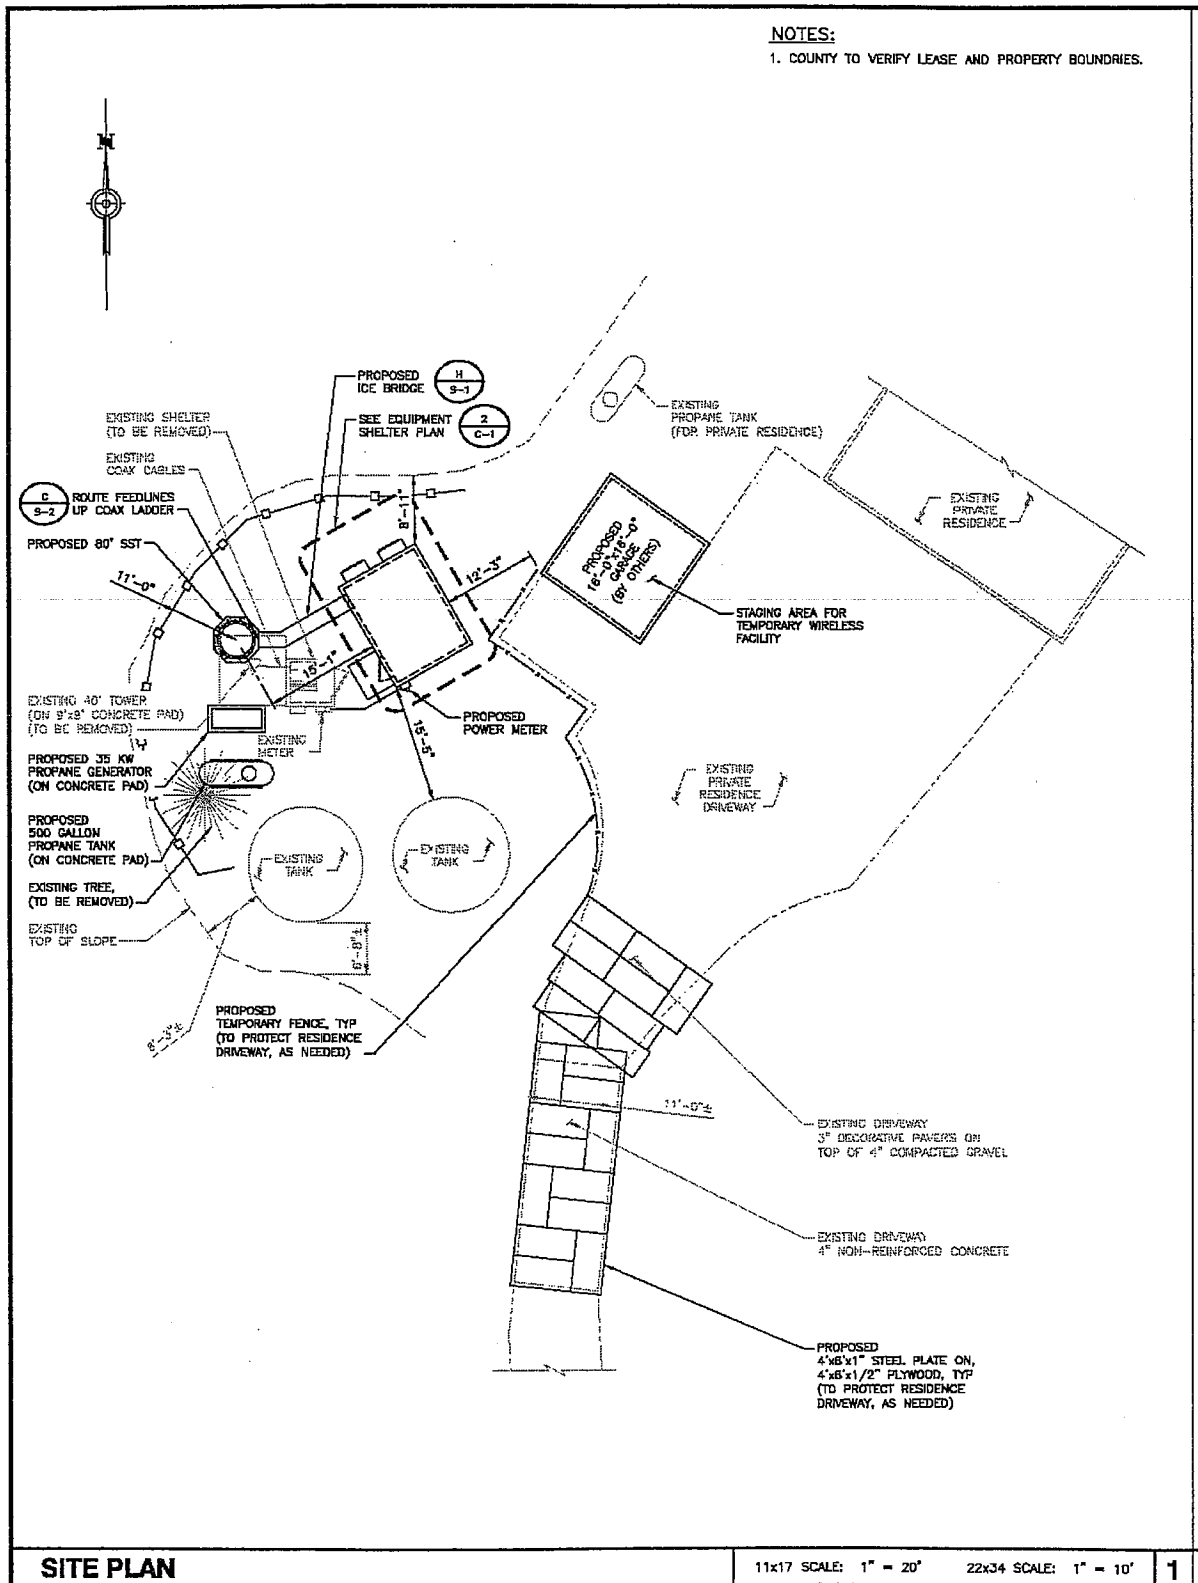 NOTES:
1. COUNTY TO VERIFY LEASE AND PROPERTY BOUNDRIES.
N
PROPOSED
ICE BRIDGE
H
S-1
EXISTING SHELTER
(TO BE REMOVED)
SEE EQUIPMENT
SHELTER PLAN
2
C-1
EXISTING
PROPANE TANK
(FOR PRIVATE RESIDENCE)
EXISTING
COAX CABLES
C
S-2
ROUTE FEEDLINES
UP COAX LADDER
8'-11"
EXISTING
PRIVATE
RESIDENCE
PROPOSED 80' SST
PROPOSED
18'-0"x18'-0"
GARAGE
(BY OTHERS)
11'-0"
12'-3"
STAGING AREA FOR
TEMPORARY WIRELESS
FACILITY
15'-1"
EXISTING 40' TOWER
(ON 9'x9' CONCRETE PAD)
(TO BE REMOVED)
EXISTING
METER
15'-5"
PROPOSED
POWER METER
PROPOSED 35 KW
PROPANE GENERATOR
(ON CONCRETE PAD)
EXISTING
PRIVATE
RESIDENCE
DRIVEWAY
PROPOSED
500 GALLON
PROPANE TANK
(ON CONCRETE PAD)
EXISTING
TANK
EXISTING
TANK
EXISTING TREE,
(TO BE REMOVED)
EXISTING
TOP OF SLOPE
6'-8"±
8'-3"±
PROPOSED
TEMPORARY FENCE, TYP
(TO PROTECT RESIDENCE
DRIVEWAY, AS NEEDED)
11'-0"±
EXISTING DRIVEWAY
3" DECORATIVE PAVERS ON
TOP OF 4" COMPACTED GRAVEL
EXISTING DRIVEWAY
4" NON-REINFORCED CONCRETE
PROPOSED
4'x8'x1" STEEL PLATE ON,
4'x8'x1/2" PLYWOOD, TYP
(TO PROTECT RESIDENCE
DRIVEWAY, AS NEEDED)
SITE PLAN
11x17 SCALE: 1" = 20' 22x34 SCALE: 1" = 10' 1